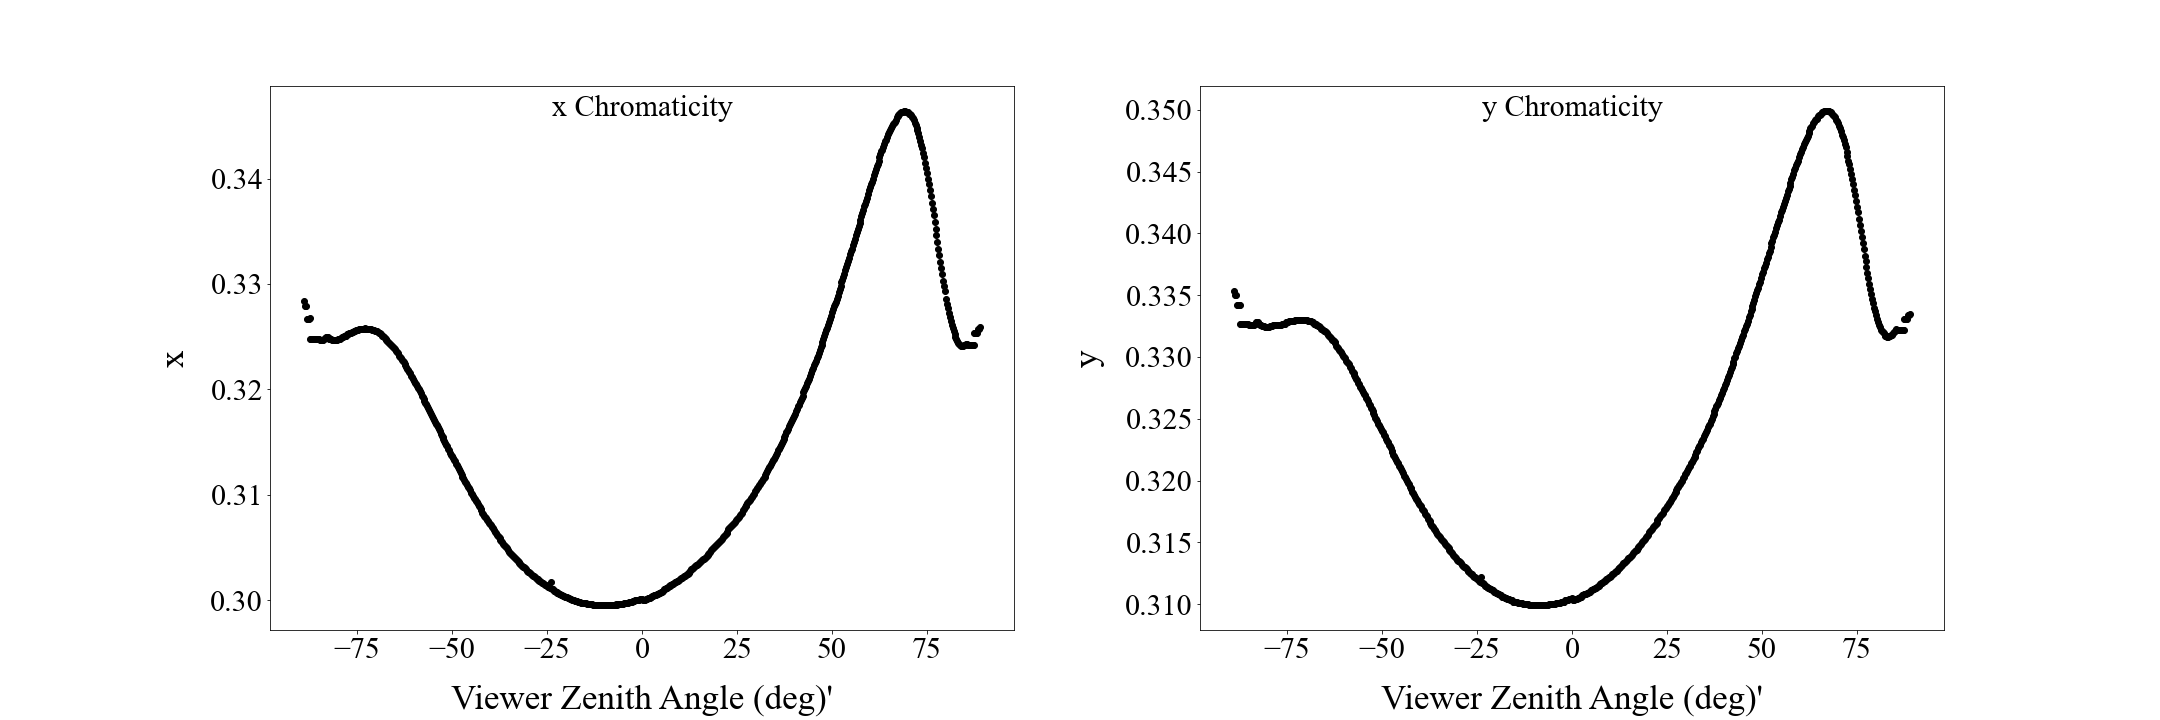 x Chromaticity
x
0.34
0.33
0.32
0.31
0.30
−75 −50 −25 0 25 50 75
Viewer Zenith Angle (deg)'
y Chromaticity
y
0.350
0.345
0.340
0.335
0.330
0.325
0.320
0.315
0.310
−75 −50 −25 0 25 50 75
Viewer Zenith Angle (deg)'